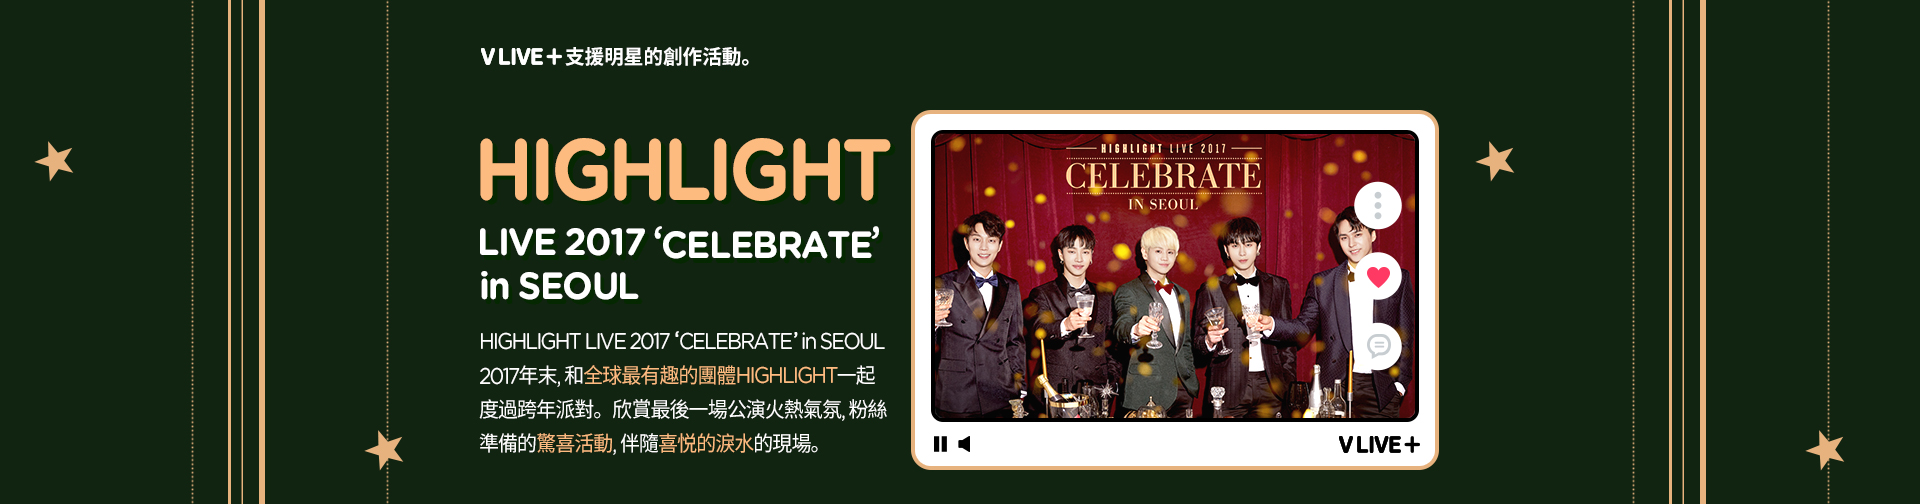 V LIVE+支援明星的創作活動。
HIGHLIGHT
LIVE 2017 ‘CELEBRATE’
in SEOUL
HIGHLIGHT LIVE 2017 ‘CELEBRATE’ in SEOUL
2017年末, 和全球最有趣的團體HIGHLIGHT一起
度過跨年派對。欣賞最後一場公演火熱氣氛, 粉絲
準備的驚喜活動, 伴隨喜悅的淚水的現場。
HIGHLIGHT LIVE 2017
CELEBRATE
IN SEOUL
V LIVE+